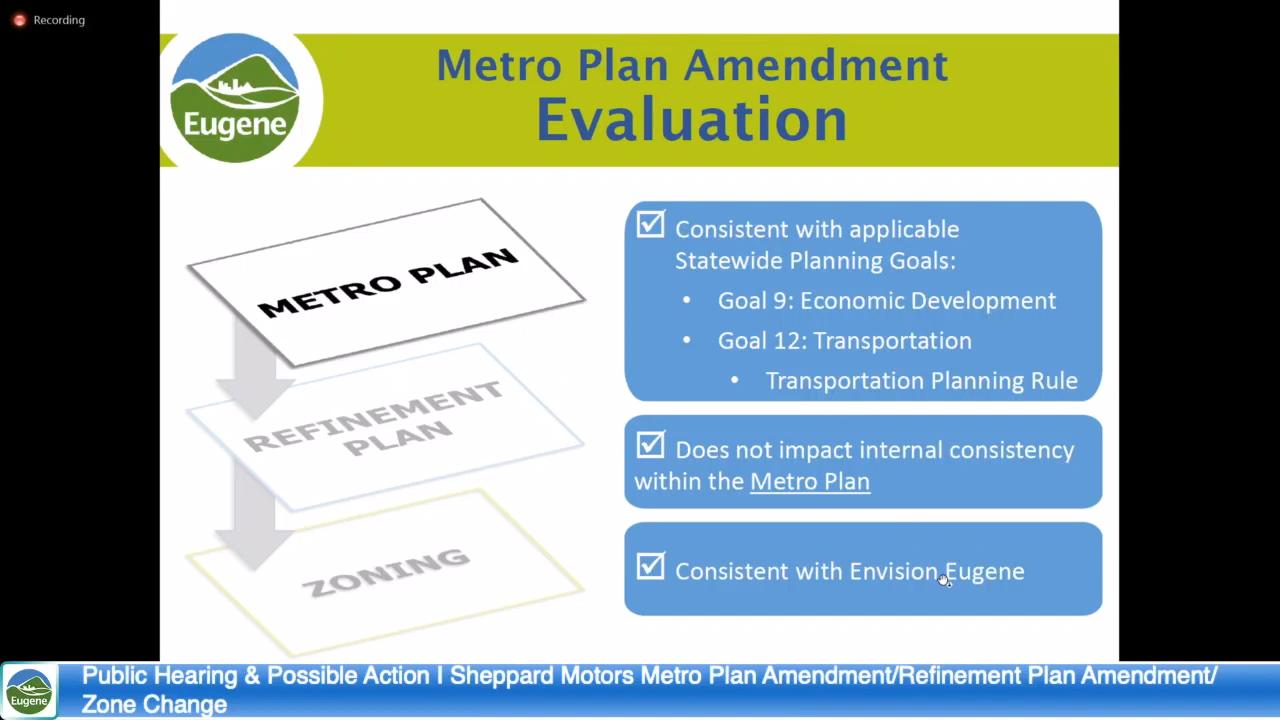 Recording
Eugene
Metro Plan Amendment
Evaluation
METRO PLAN
REFINEMENT
PLAN
ZONING
Consistent with applicable
Statewide Planning Goals:
• Goal 9: Economic Development
• Goal 12: Transportation
• Transportation Planning Rule
Does not impact internal consistency
within the Metro Plan
Consistent with Envision Eugene
Eugene
Public Hearing & Possible Action I Sheppard Motors Metro Plan Amendment/Refinement Plan Amendment/
Zone Change